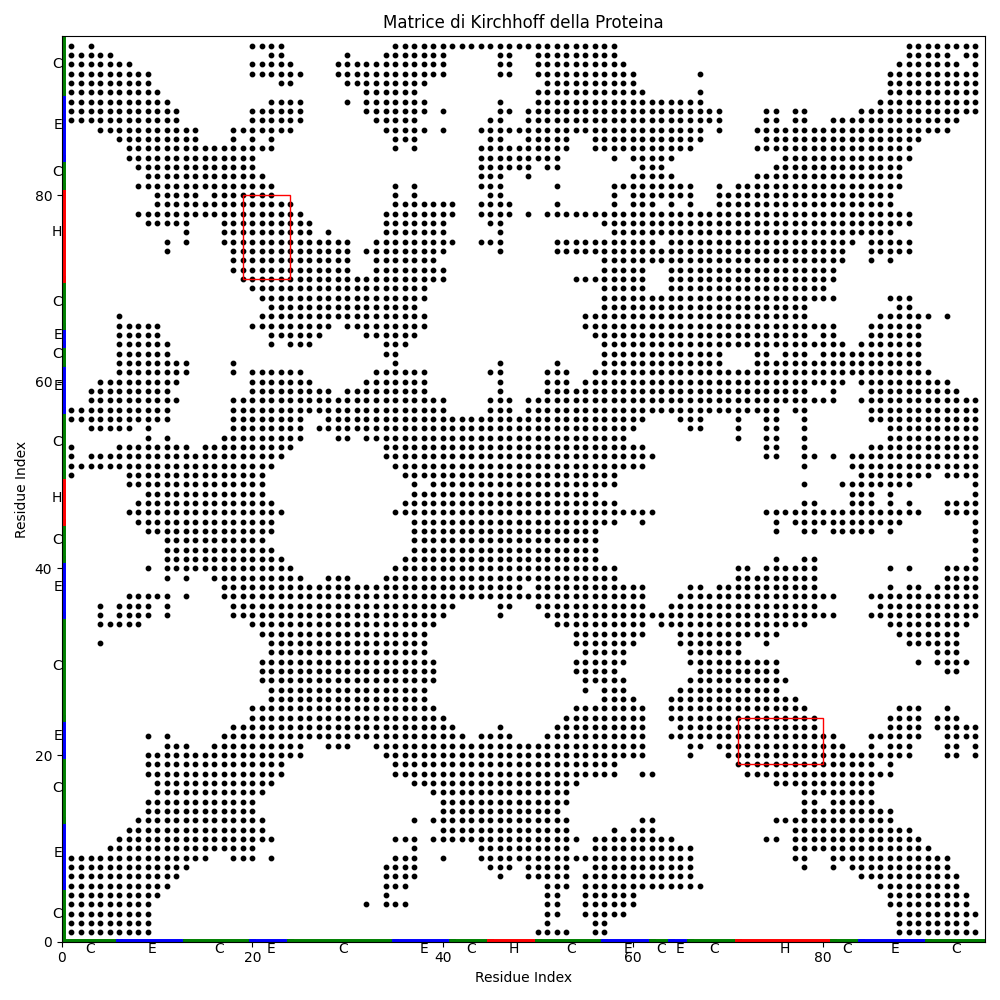 Matrice di Kirchhoff della Proteina
C
E
C
80
H
C
E
C
60
E
C
H
C
40
E
C
E
20
C
E
C
0
Residue Index
C E C E C E C H C E C E C H C E C
0 20 40 60 80
Residue Index